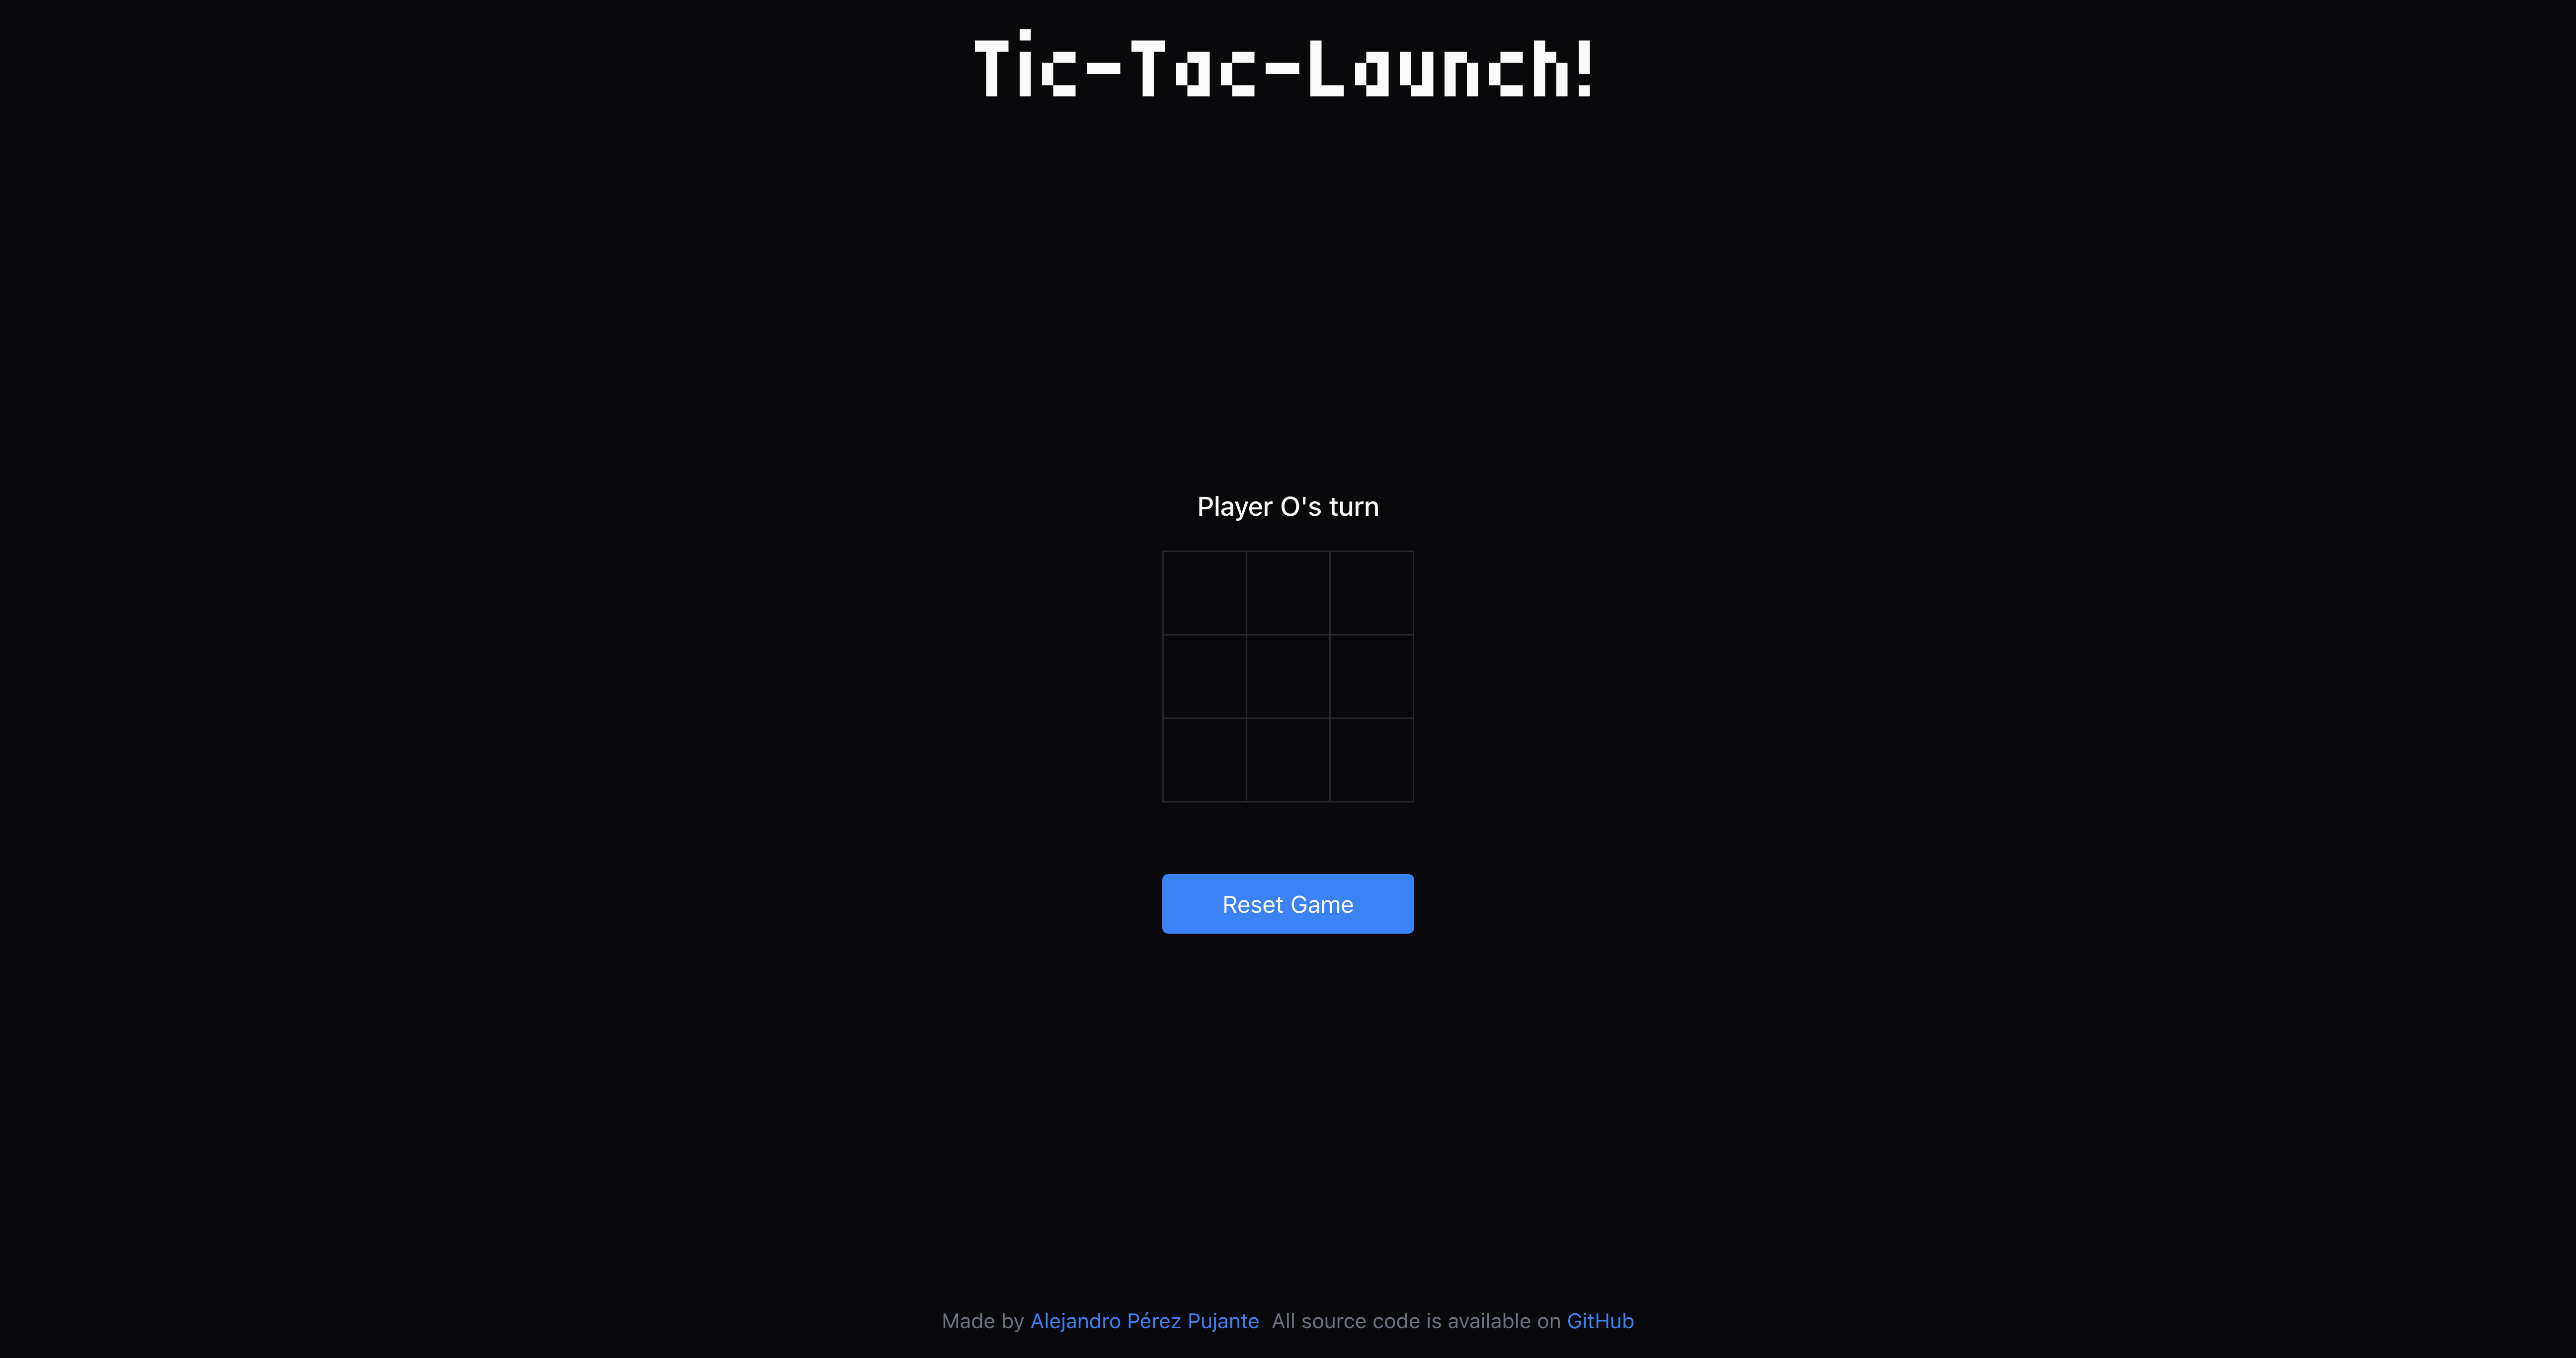 Tic-Tac-Launch!
Player O's turn
Reset Game
Made by Alejandro Pérez Pujante All source code is available on GitHub